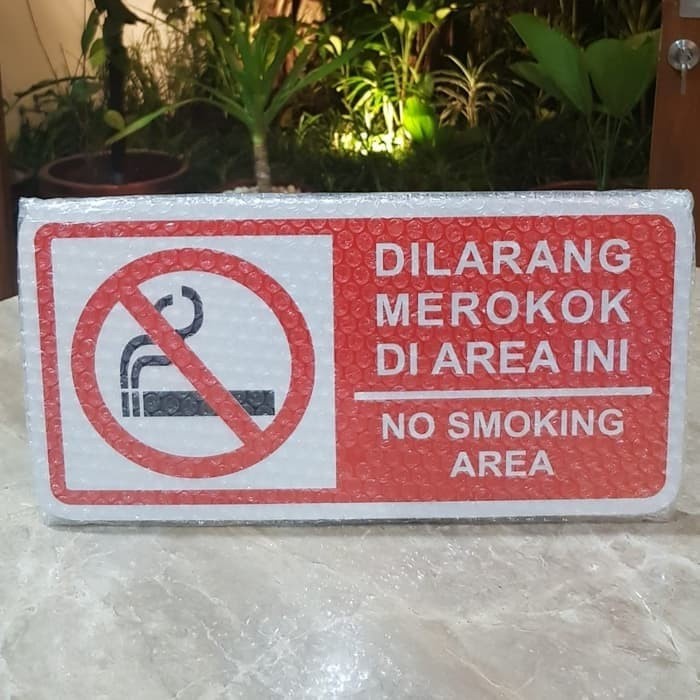 DILARANG
MEROKOK
DI AREA INI
NO SMOKING
AREA